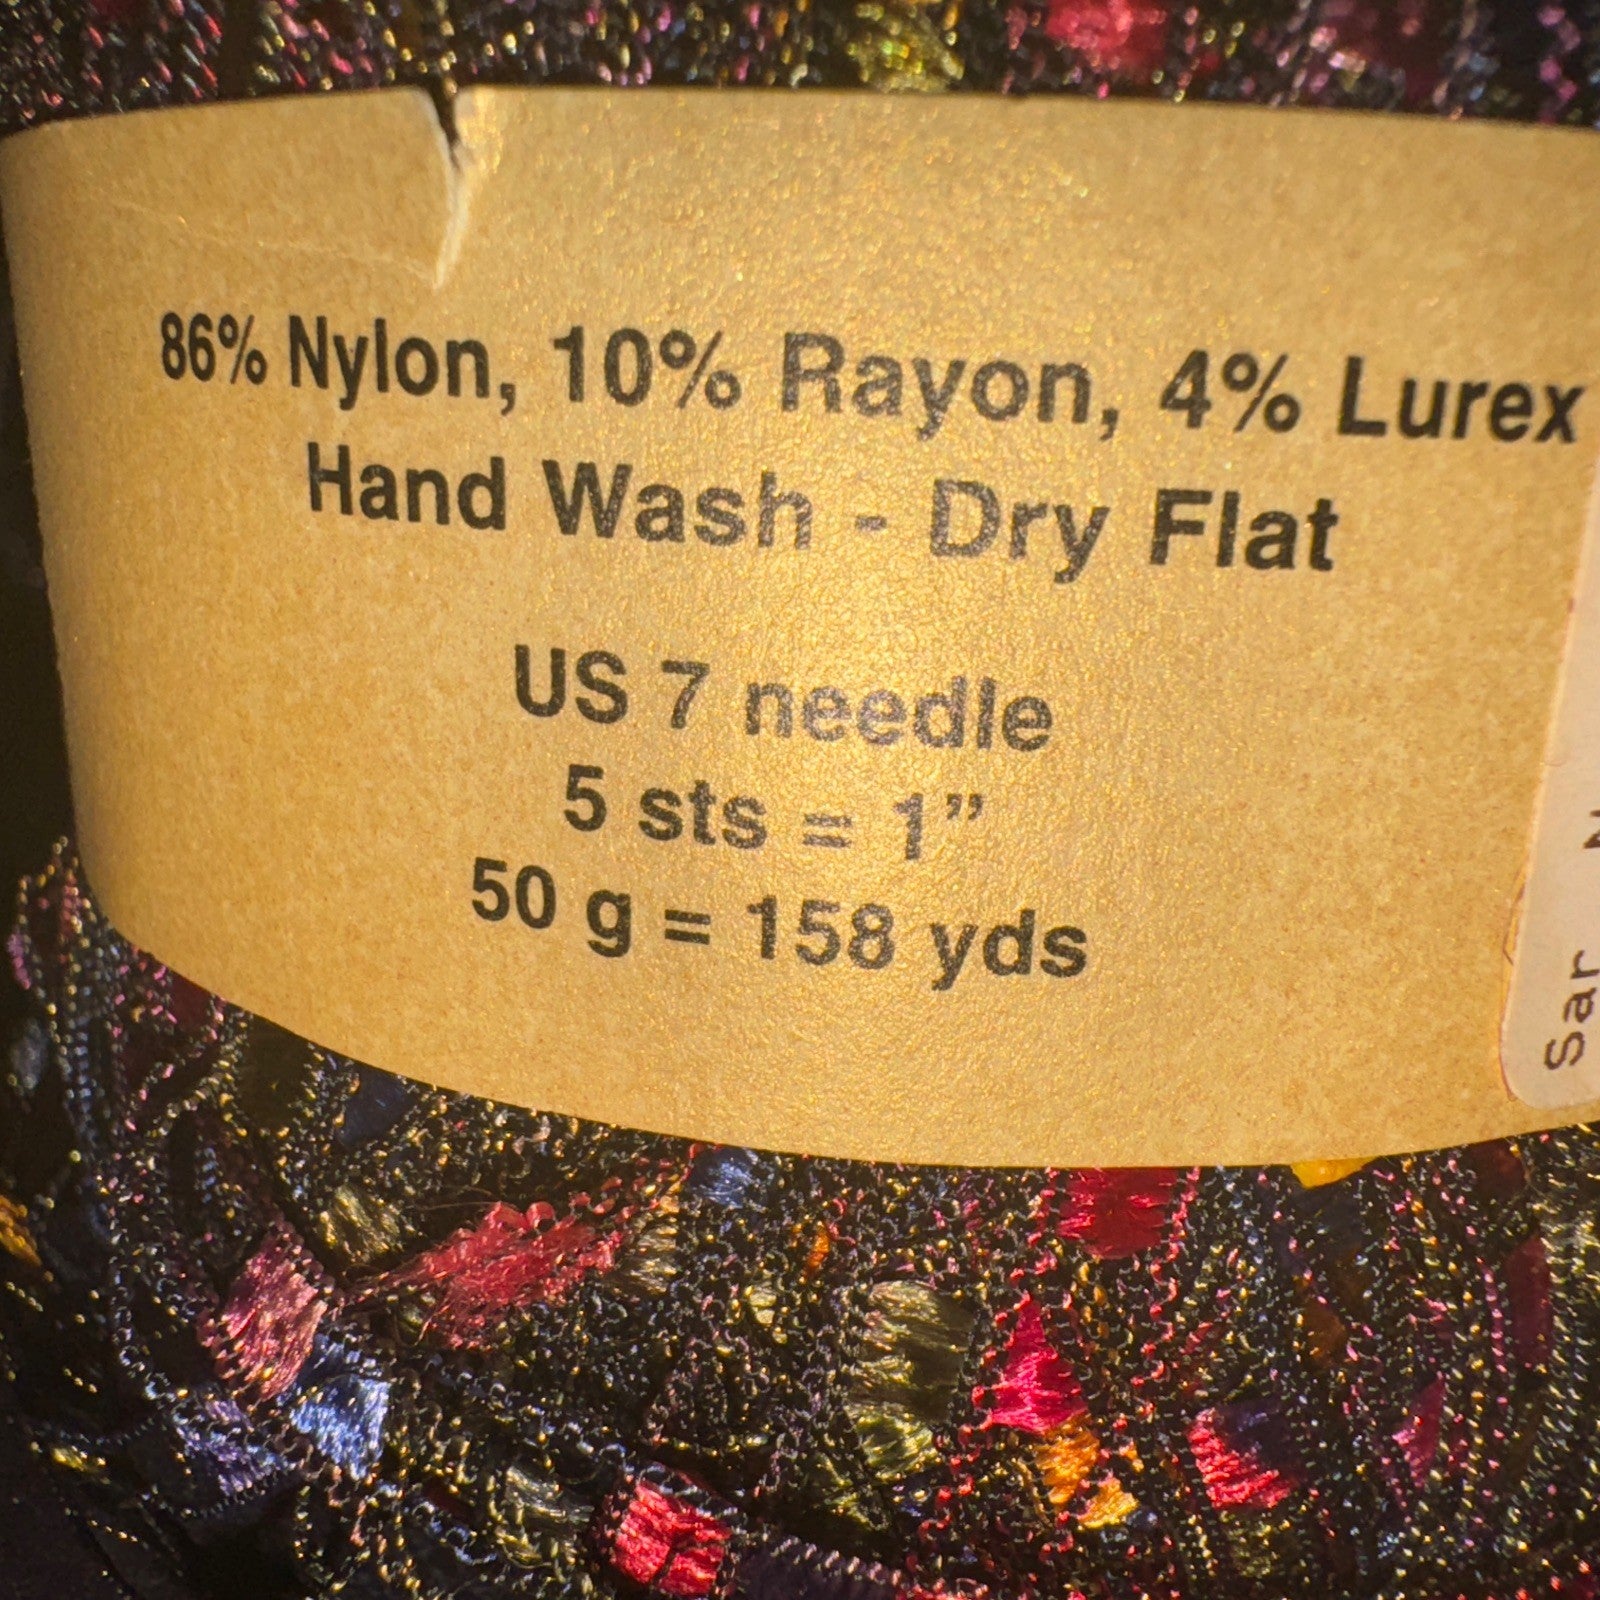 86% Nylon, 10% Rayon, 4% Lurex
Hand Wash - Dry Flat
US 7 needle
5 sts = 1”
50 g = 158 yds
Sar